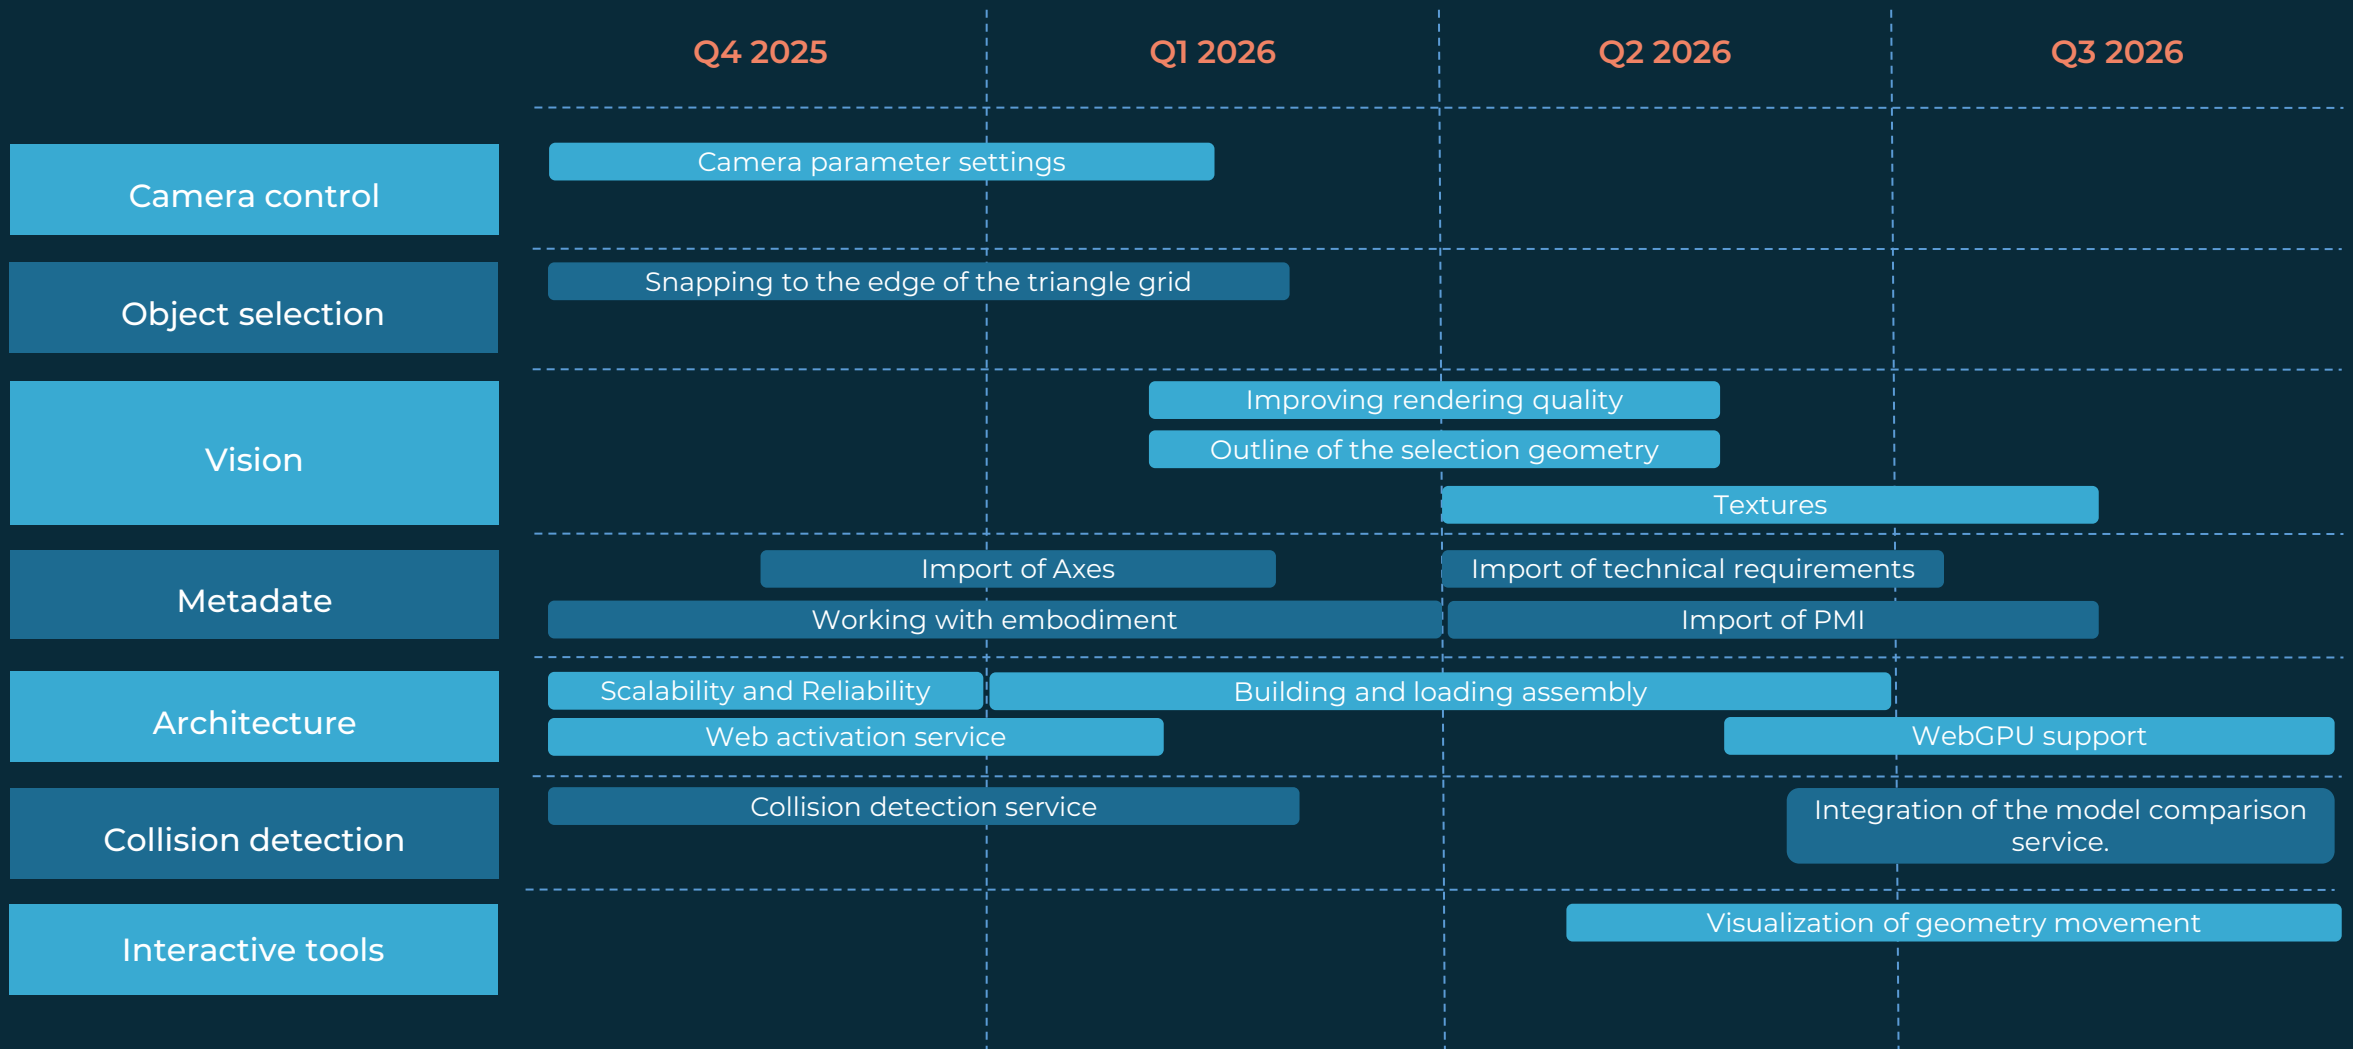 Q4 2025
Q1 2026
Q2 2026
Q3 2026
Camera control
Camera parameter settings
Object selection
Snapping to the edge of the triangle grid
Vision
Improving rendering quality
Outline of the selection geometry
Textures
Metadate
Import of Axes
Import of technical requirements
Working with embodiment
Import of PMI
Architecture
Scalability and Reliability
Building and loading assembly
Web activation service
WebGPU support
Collision detection
Collision detection service
Integration of the model comparison
service.
Interactive tools
Visualization of geometry movement